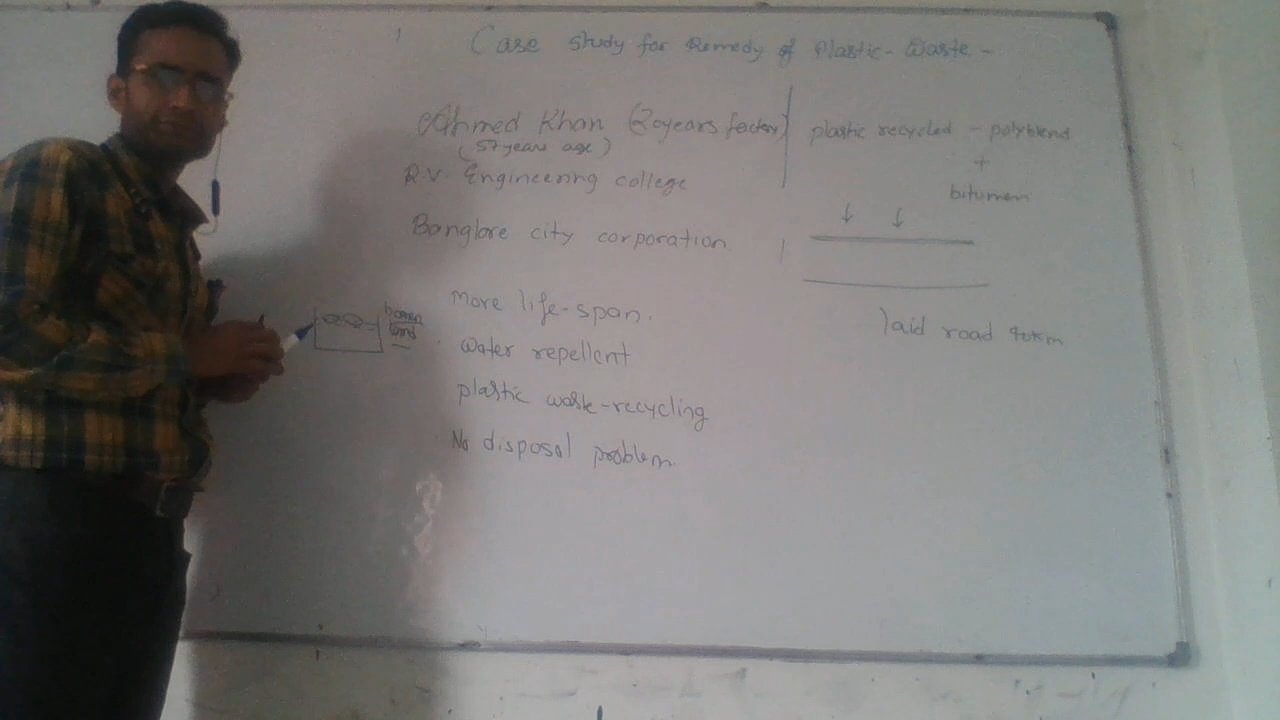 Case Study for Remedy of Plastic-Waste -
Ahmed Khan (20years factory)
(57years age)
R.V. Engineering college
Banglore city corporation
plastic recycled - polyblend
+
bitumen
laid road 40km
More life-span.
water repellent
plastic waste-recycling
No disposal problem